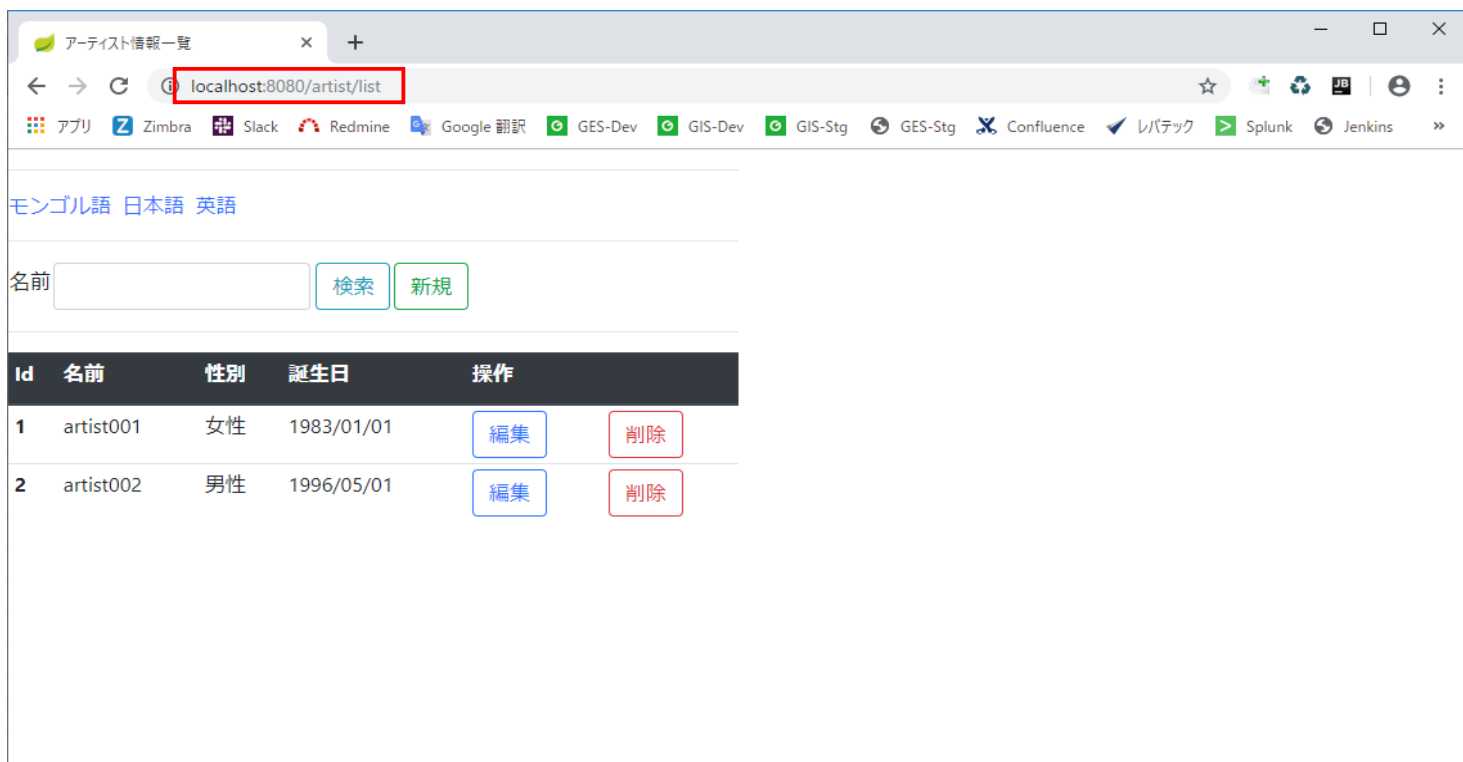 アーティスト情報一覧
localhost:8080/artist/list
アプリ Zimbra Slack Redmine Google 翻訳 GES-Dev GIS-Dev GIS-Stg GES-Stg Confluence レバテック Splunk Jenkins »
モンゴル語 日本語 英語
名前 検索 新規
Id 名前 性別 誕生日 操作
1 artist001 女性 1983/01/01 編集 削除
2 artist002 男性 1996/05/01 編集 削除